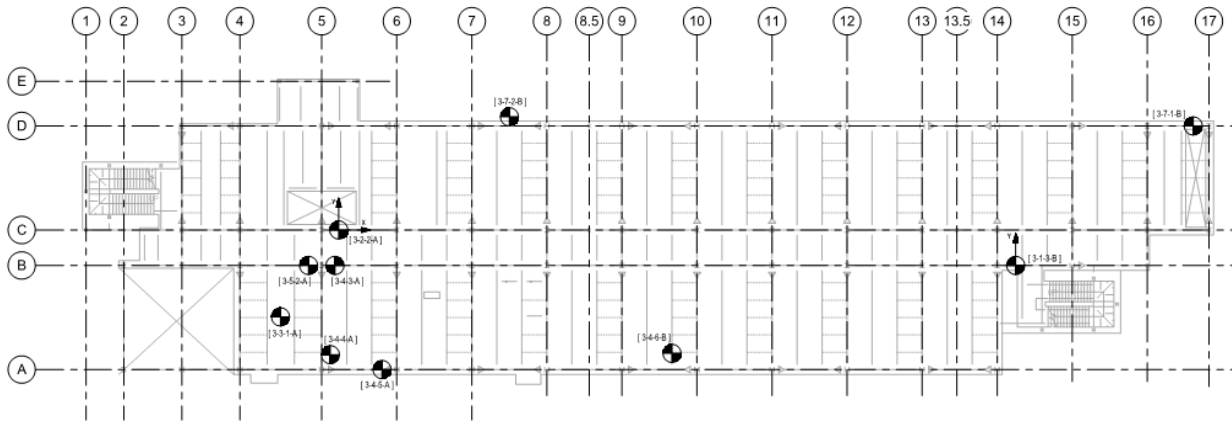 1 2 3 4 5 6 7 8 8.5 9 10 11 12 13 13.5 14 15 16 17
E
[ 3-7-2-B ]
D
[ 3-7-1-B ]
Y
X
C
[ 3-2-2-A ]
Y
B
[ 3-1-3-B ]
[ 3-5-2-A ]
[ 3-4-3-A ]
[ 3-3-1-A ]
[ 3-4-4-A ]
[ 3-4-6-B ]
A
[ 3-4-5-A ]